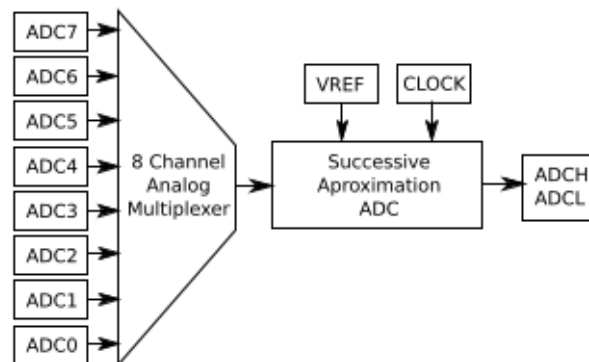 ADC7
ADC6
ADC5
ADC4
ADC3
ADC2
ADC1
ADC0
8 Channel
Analog
Multiplexer
VREF
CLOCK
Successive
Aproximation
ADC
ADCH
ADCL